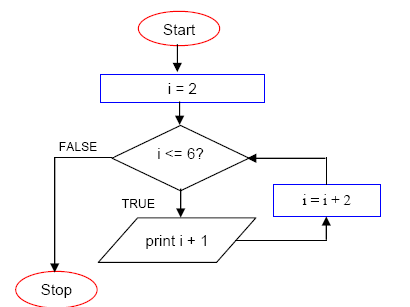 Start
i = 2
i <= 6?
FALSE
TRUE
print i + 1
i = i + 2
Stop